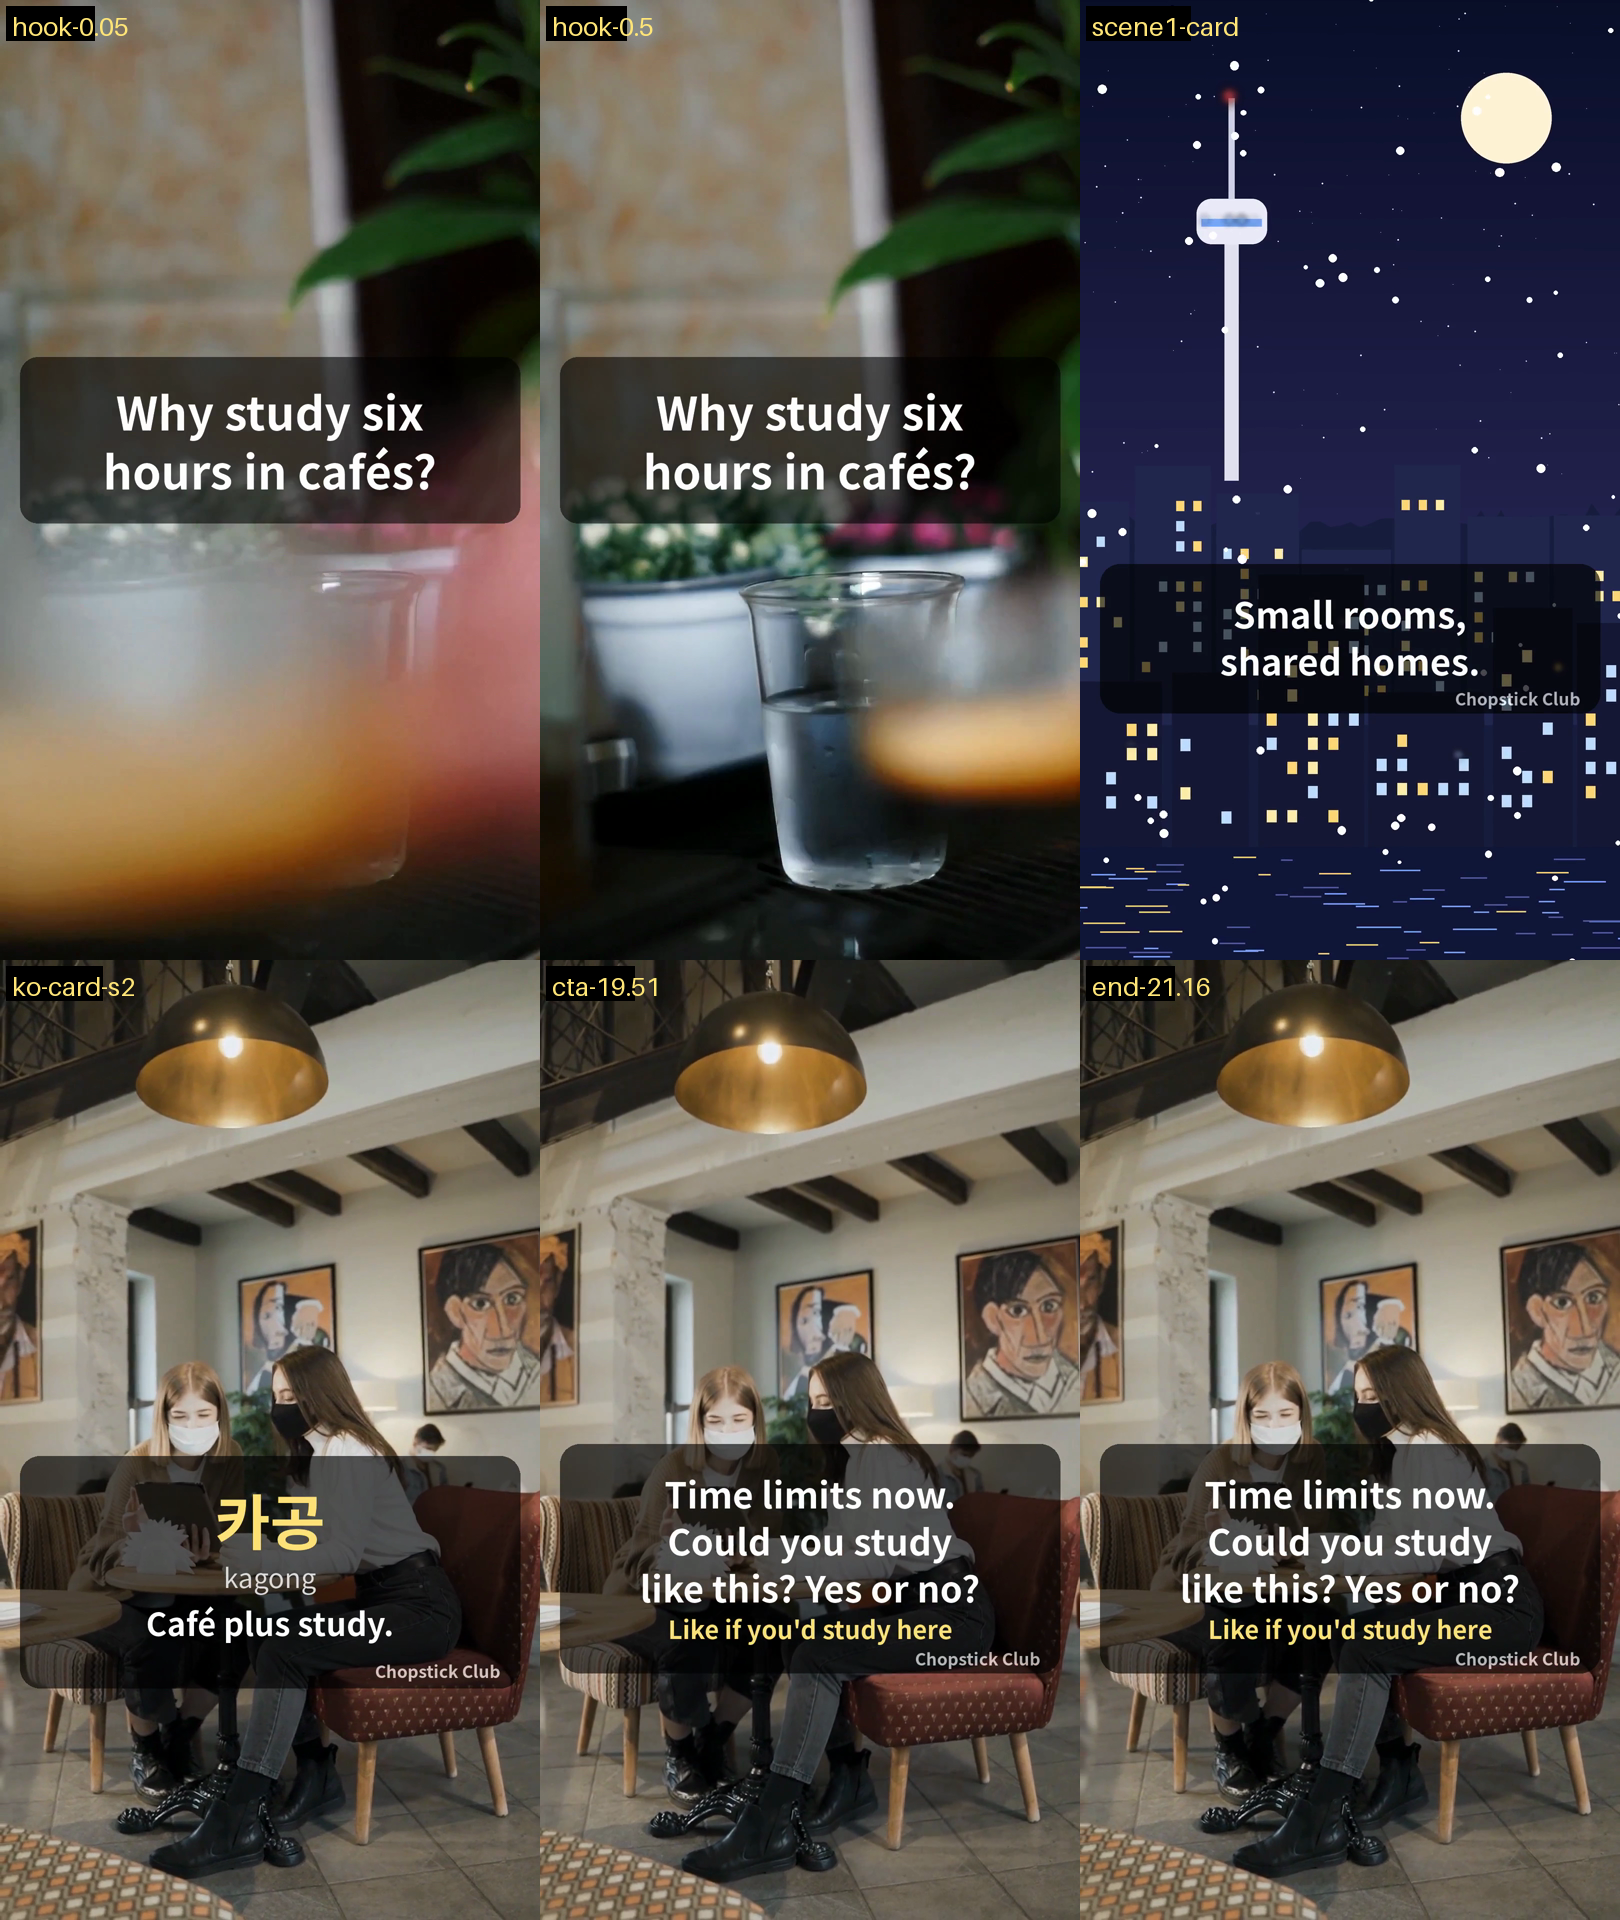 hook-0.05
Why study six
hours in cafés?
hook-0.5
Why study six
hours in cafés?
scene1-card
Small rooms,
shared homes.
Chopstick Club
ko-card-s2
카공
kagong
Café plus study.
Chopstick Club
cta-19.51
Time limits now.
Could you study
like this? Yes or no?
Like if you'd study here
Chopstick Club
end-21.16
Time limits now.
Could you study
like this? Yes or no?
Like if you'd study here
Chopstick Club